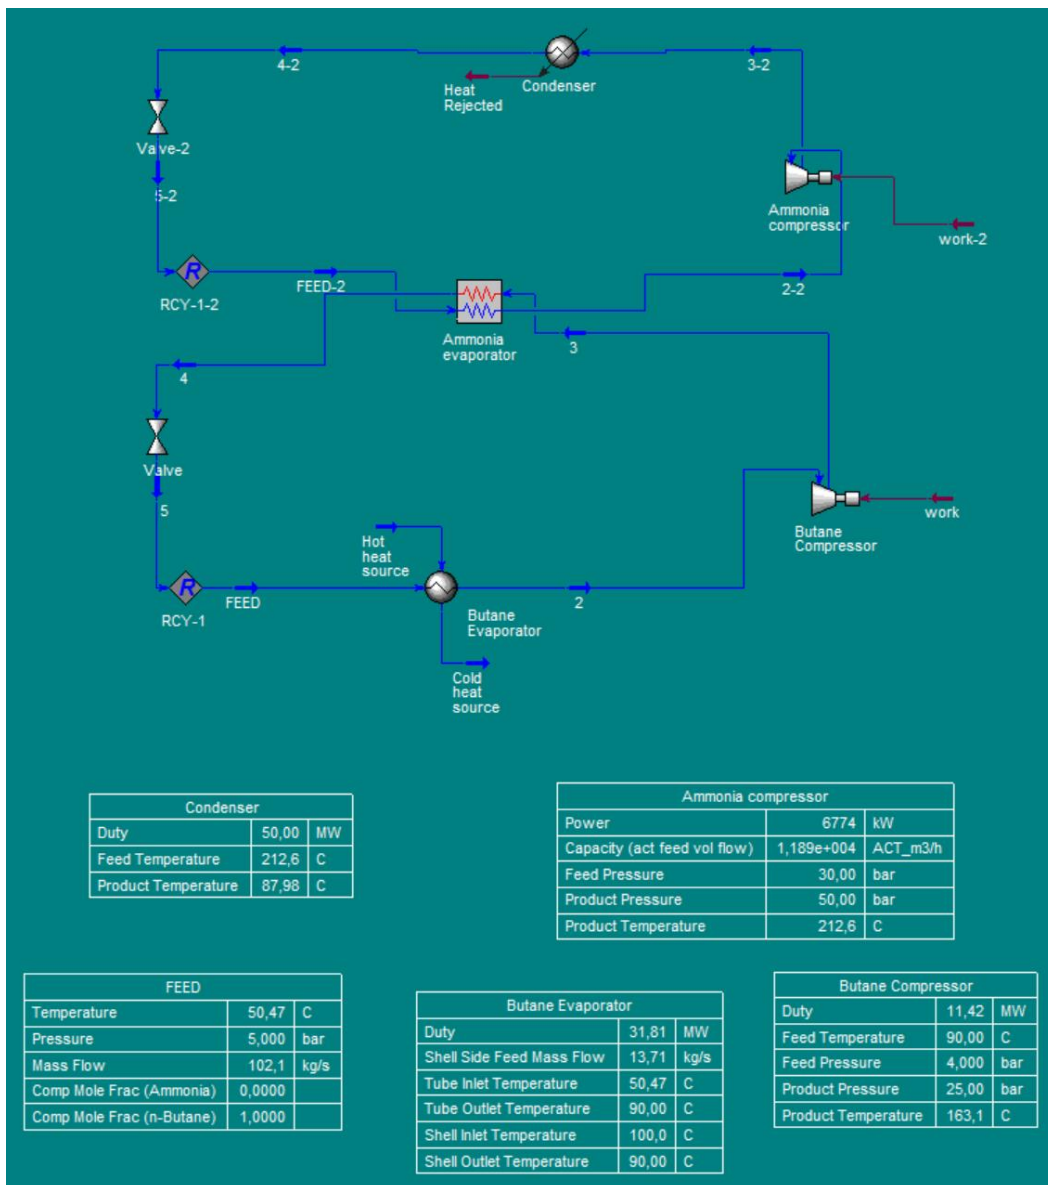 4-2
3-2
Heat
Rejected
Condenser
Valve-2
5-2
Ammonia
compressor
work-2
R
RCY-1-2
FEED-2
2-2
Ammonia
evaporator
3
4
Valve
5
work
Butane
Compressor
Hot
heat
source
R
RCY-1
FEED
2
Butane
Evaporator
Cold
heat
source
Condenser
Duty 50,00 MW
Feed Temperature 212,6 C
Product Temperature 87,98 C
Ammonia compressor
Power 6774 kW
Capacity (act feed vol flow) 1,189e+004 ACT_m3/h
Feed Pressure 30,00 bar
Product Pressure 50,00 bar
Product Temperature 212,6 C
FEED
Temperature 50,47 C
Pressure 5,000 bar
Mass Flow 102,1 kg/s
Comp Mole Frac (Ammonia) 0,0000
Comp Mole Frac (n-Butane) 1,0000
Butane Evaporator
Duty 31,81 MW
Shell Side Feed Mass Flow 13,71 kg/s
Tube Inlet Temperature 50,47 C
Tube Outlet Temperature 90,00 C
Shell Inlet Temperature 100,0 C
Shell Outlet Temperature 90,00 C
Butane Compressor
Duty 11,42 MW
Feed Temperature 90,00 C
Feed Pressure 4,000 bar
Product Pressure 25,00 bar
Product Temperature 163,1 C